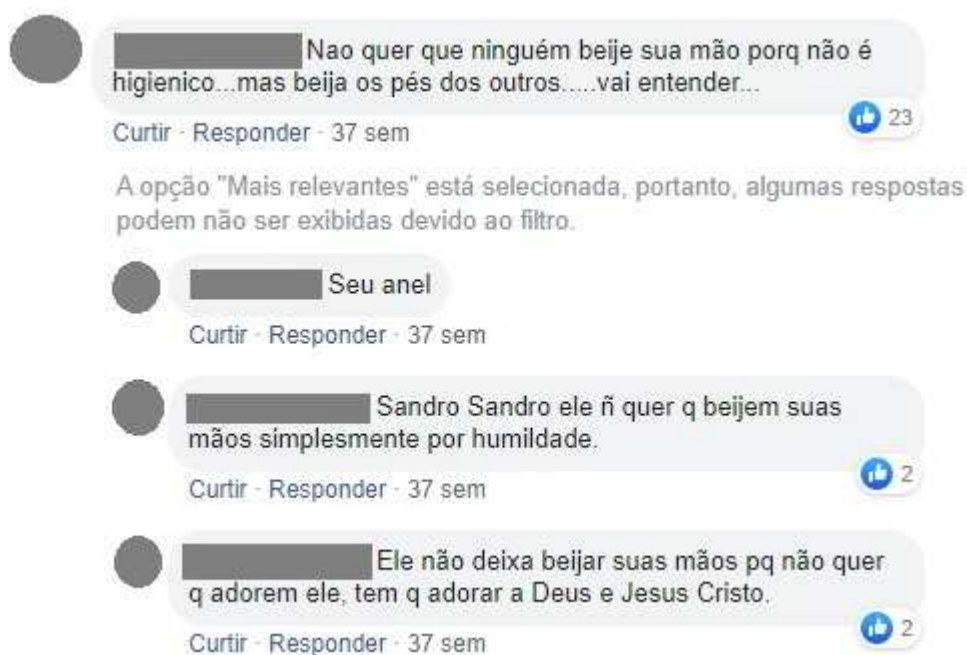 Nao quer que ninguém beije sua mão porq não é
higienico...mas beija os pés dos outros.....vai entender...
23
Curtir · Responder · 37 sem
A opção "Mais relevantes" está selecionada, portanto, algumas respostas
podem não ser exibidas devido ao filtro.
Seu anel
Curtir · Responder · 37 sem
Sandro Sandro ele ñ quer q beijem suas
mãos simplesmente por humildade.
2
Curtir · Responder · 37 sem
Ele não deixa beijar suas mãos pq não quer
q adorem ele, tem q adorar a Deus e Jesus Cristo.
2
Curtir · Responder · 37 sem